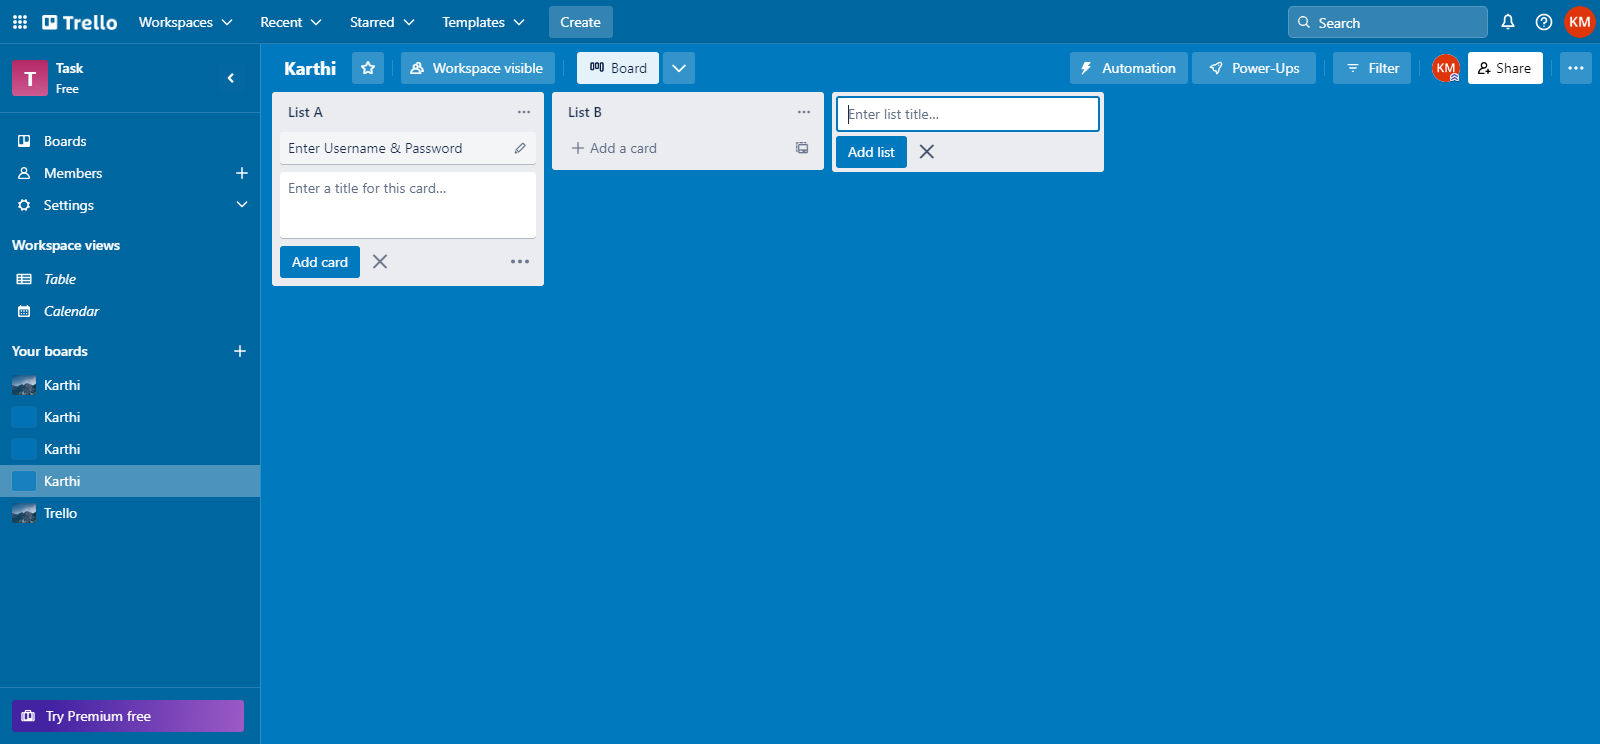 Trello Workspaces Recent Starred Templates Create Search KM
T Task
Free
Karthi Workspace visible Board Automation Power-Ups Filter KM Share
Boards
Members
Settings
Workspace views
Table
Calendar
Your boards
Karthi
Karthi
Karthi
Karthi
Trello
Try Premium free
List A
Enter Username & Password
Enter a title for this card...
Add card
List B
Add a card
Enter list title...
Add list